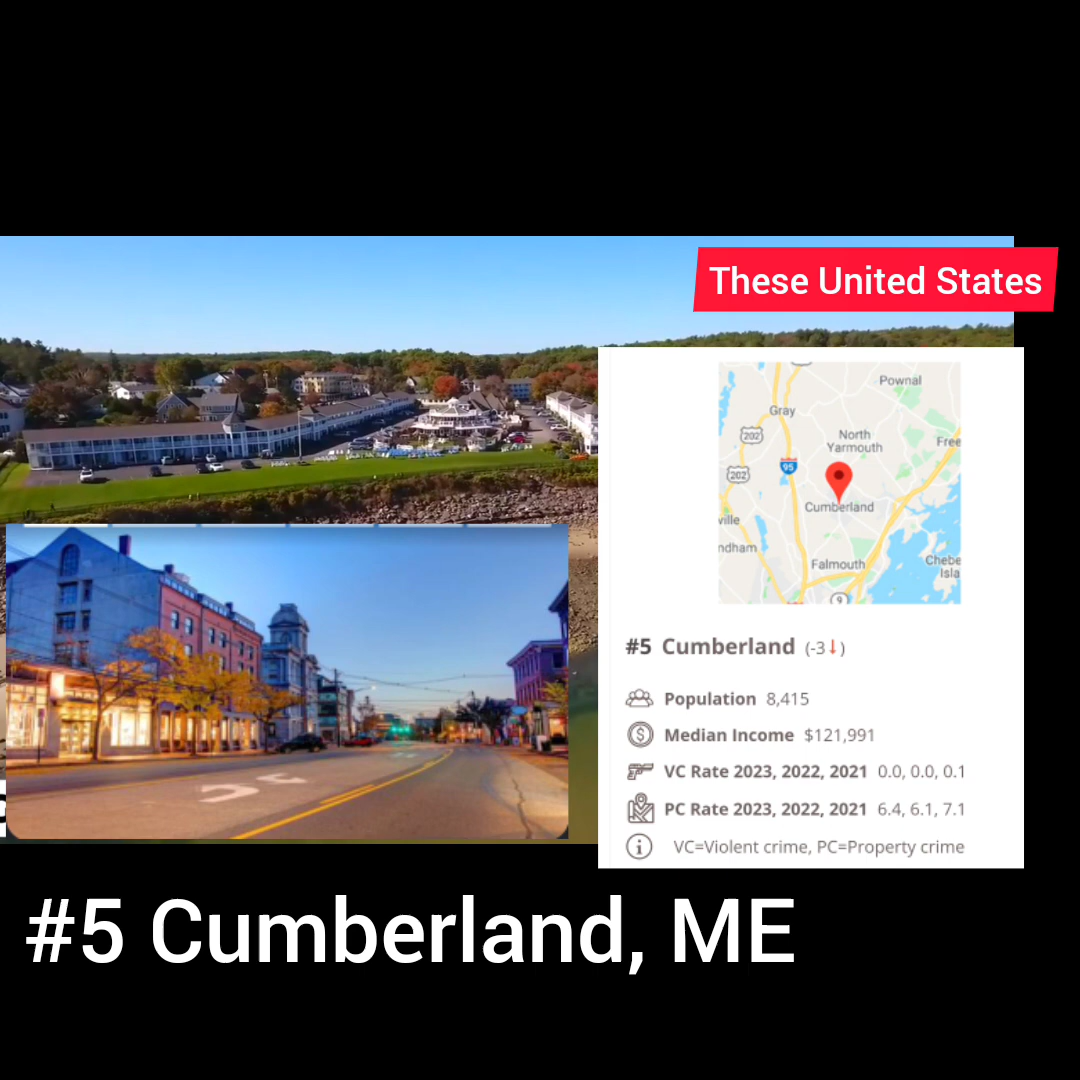 These United States
Pownal
Gray
202
North
Yarmouth
Free
95
202
Cumberland
ville
ndham
Falmouth
Chebe
Isla
9
#5 Cumberland (-3↓)
Population 8,415
Median Income $121,991
VC Rate 2023, 2022, 2021 0.0, 0.0, 0.1
PC Rate 2023, 2022, 2021 6.4, 6.1, 7.1
VC=Violent crime, PC=Property crime
#5 Cumberland, ME